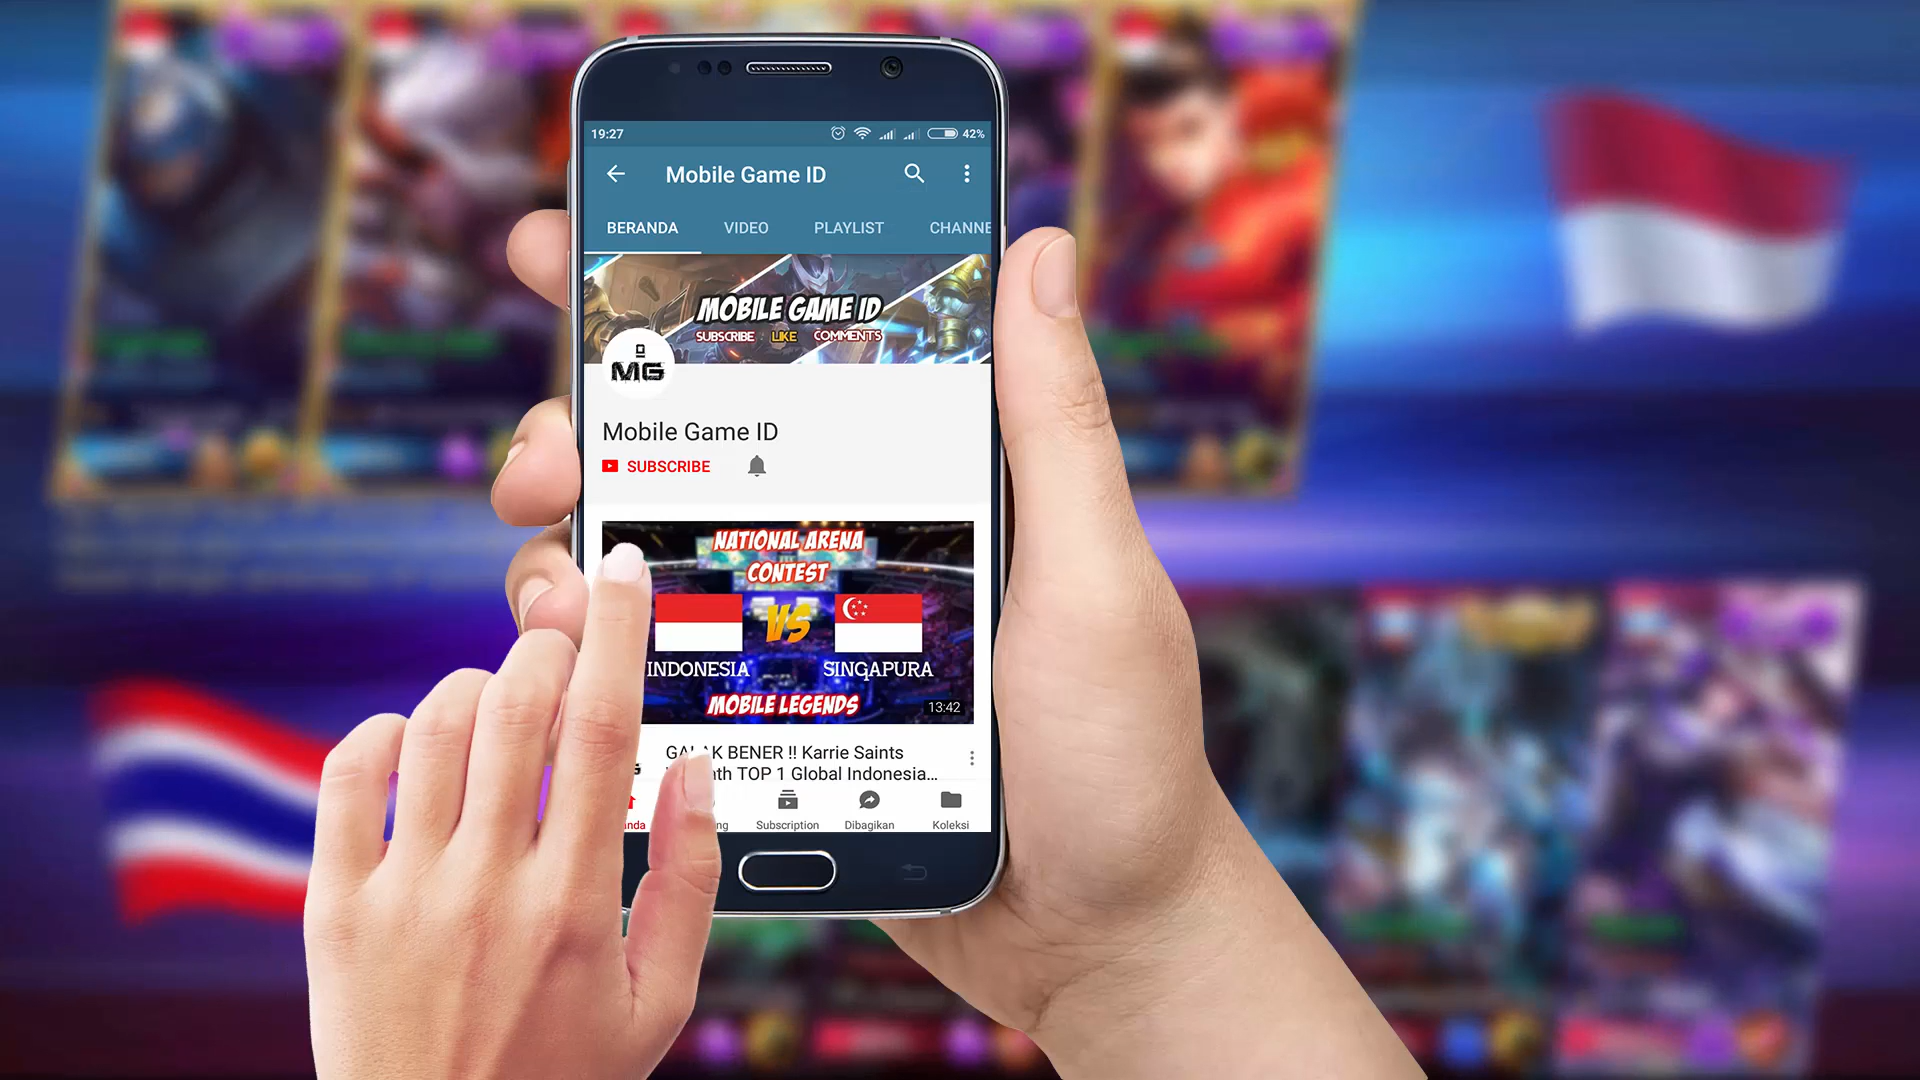 19:27
42%
Mobile Game ID
BERANDA VIDEO PLAYLIST CHANNE
MOBILE GAME ID
SUBSCRIBE LIKE COMMENTS
MG
Mobile Game ID
SUBSCRIBE
NATIONAL ARENA
CONTEST
VS
INDONESIA SINGAPURA
MOBILE LEGENDS
13:42
BENER !! Karrie Saints
TOP 1 Global Indonesia...
Subscription Dibagikan Koleksi